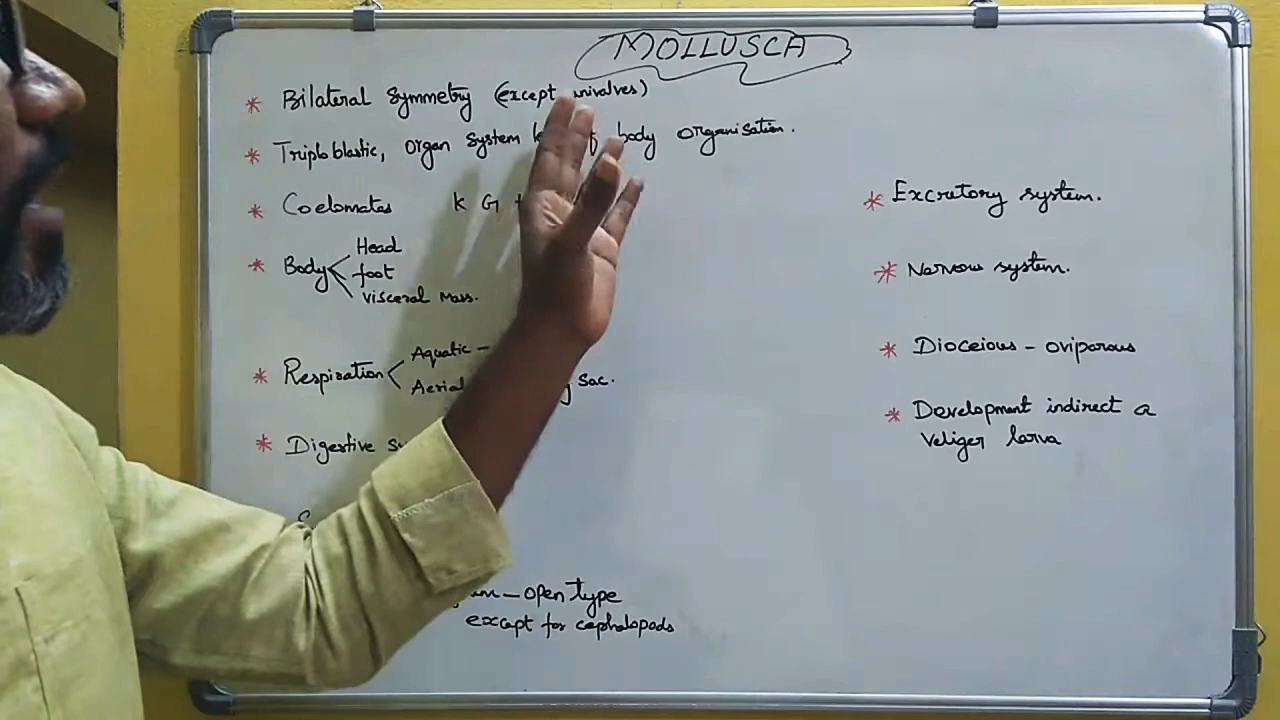 MOLLUSCA
* Bilateral Symmetry (except univalves)
* Triploblastic, organ system of body organisation.
* Coelomates K G
* Body
Head
foot
visceral mass.
* Respiration
Aquatic -
Aerial sac.
* Digestive
- open type
except for cephalopods
* Excretory system.
* Nervous system.
* Dioceious - oviparous
* Development indirect a
veliger larva